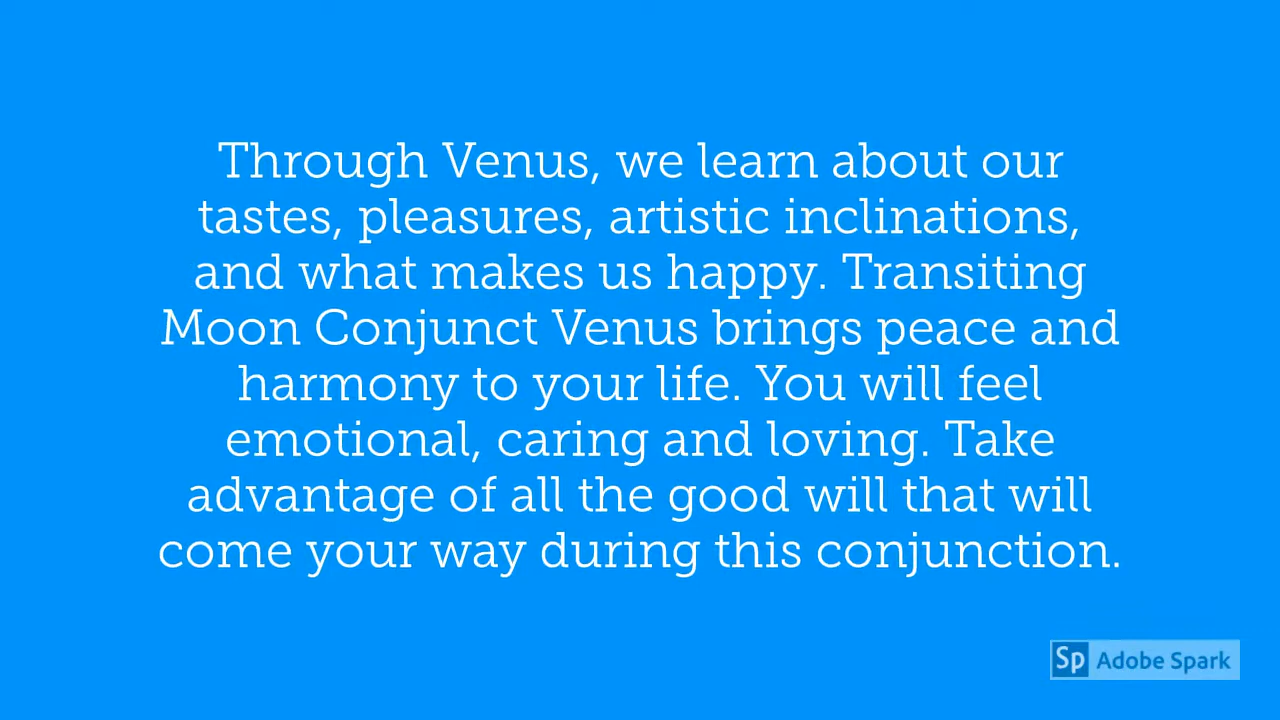 Through Venus, we learn about our
tastes, pleasures, artistic inclinations,
and what makes us happy. Transiting
Moon Conjunct Venus brings peace and
harmony to your life. You will feel
emotional, caring and loving. Take
advantage of all the good will that will
come your way during this conjunction.
Sp Adobe Spark